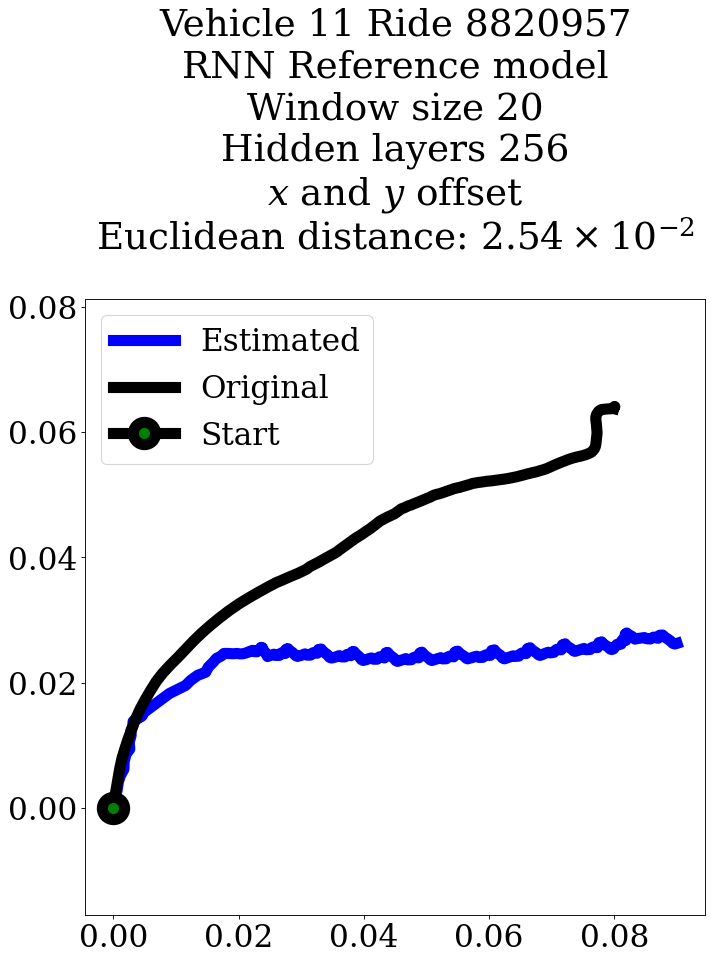 Vehicle 11 Ride 8820957
RNN Reference model
Window size 20
Hidden layers 256
x and y offset
Euclidean distance: 2.54 × 10⁻²
Estimated
Original
Start
0.08
0.06
0.04
0.02
0.00
0.00 0.02 0.04 0.06 0.08